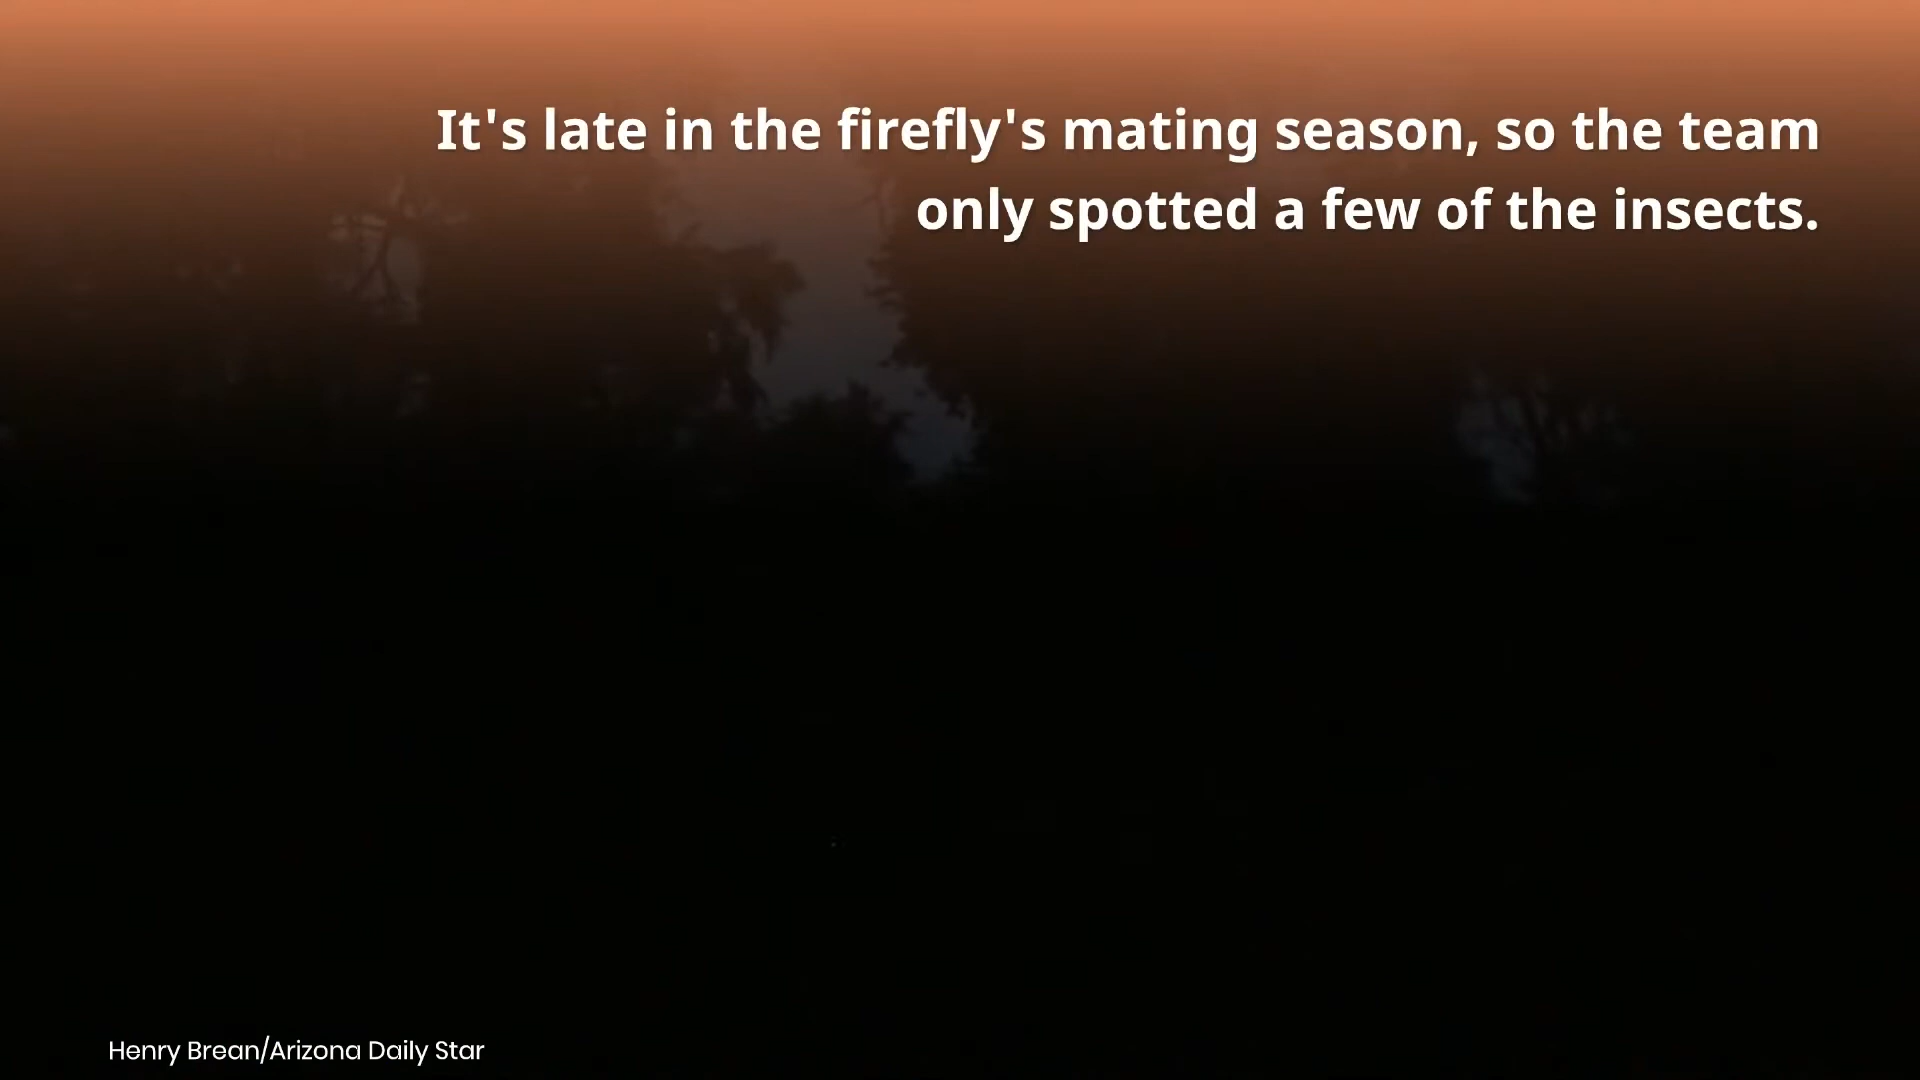 It's late in the firefly's mating season, so the team
only spotted a few of the insects.
Henry Brean/Arizona Daily Star